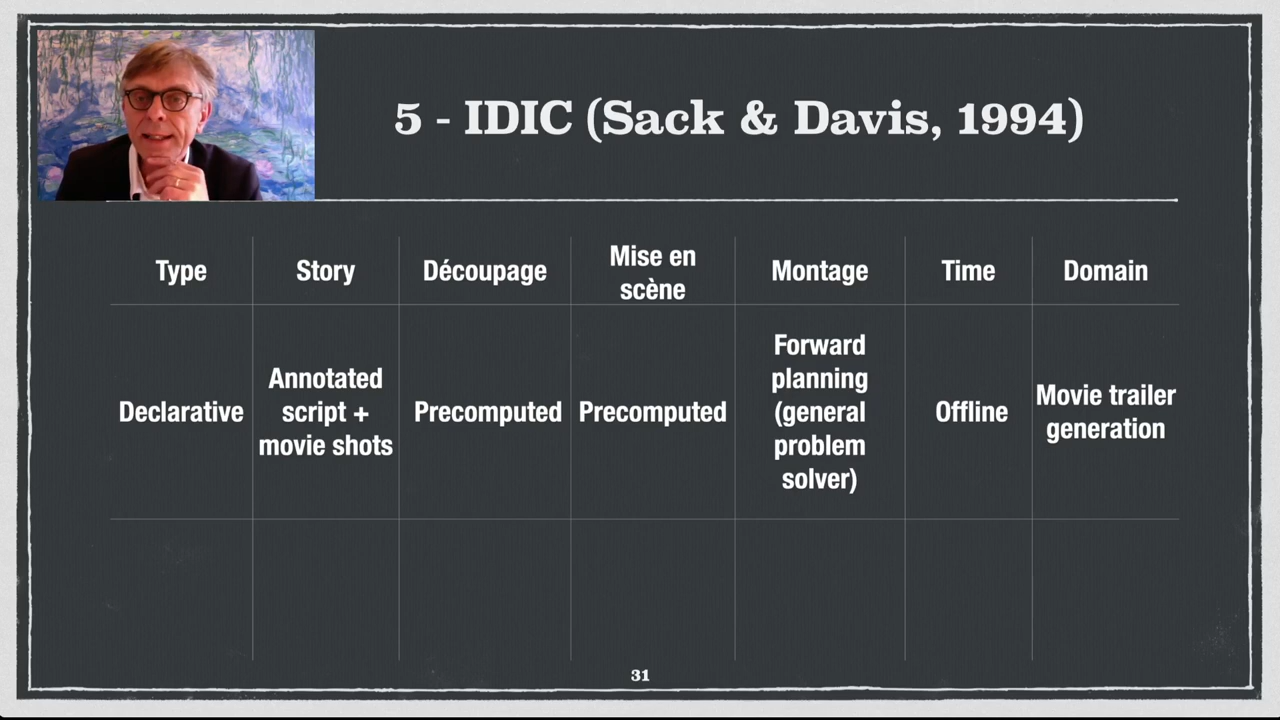 5 - IDIC (Sack & Davis, 1994)
Type
Story
Découpage
Mise en
scène
Montage
Time
Domain
Declarative
Annotated
script +
movie shots
Precomputed
Precomputed
Forward
planning
(general
problem
solver)
Offline
Movie trailer
generation
31